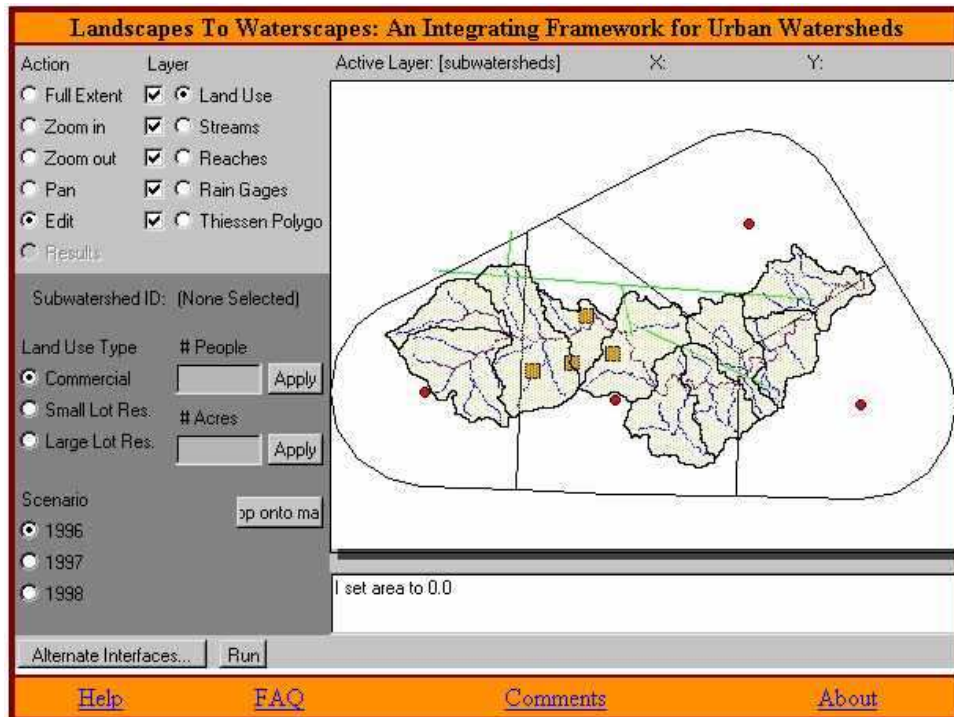 Landscapes To Waterscapes: An Integrating Framework for Urban Watersheds
Action Layer Active Layer: [subwatersheds] X: Y:
Full Extent Land Use
Zoom in Streams
Zoom out Reaches
Pan Rain Gages
Edit Thiessen Polygo
Results
Subwatershed ID: (None Selected)
Land Use Type # People
Commercial Apply
Small Lot Res. # Acres
Large Lot Res. Apply
Scenario
op onto ma
1996
1997
1998
I set area to 0.0
Alternate Interfaces... Run
Help FAQ Comments About